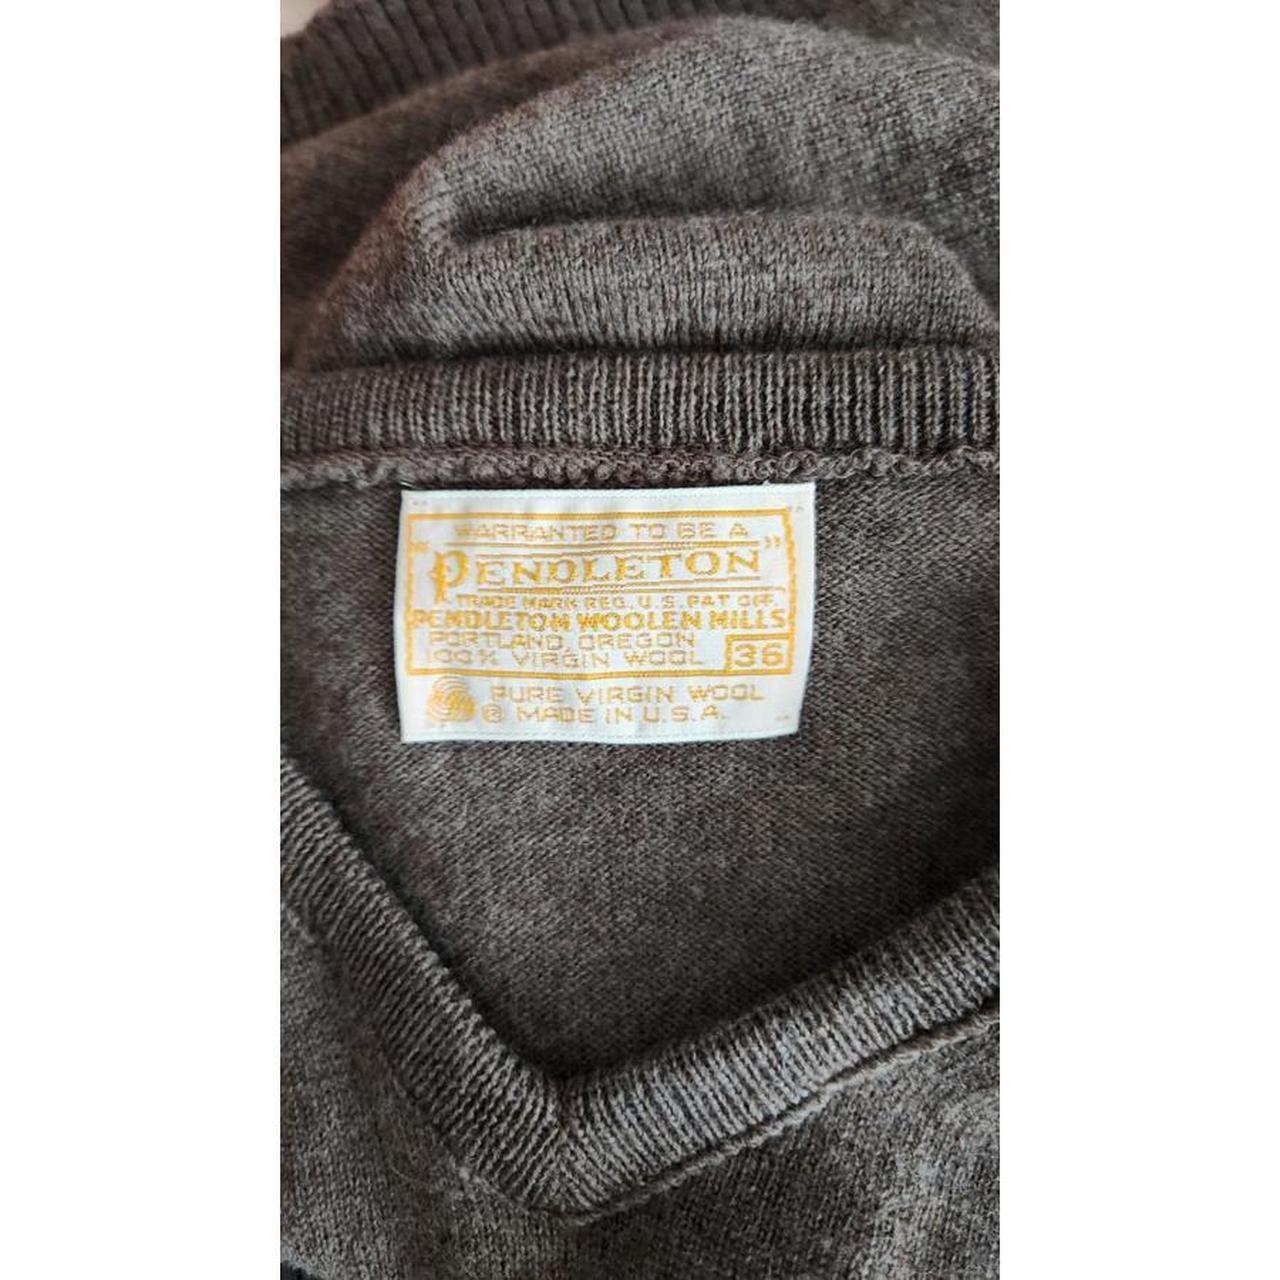 WARRANTED TO BE A
"PENDLETON"
TRADE MARK REG. U.S. PAT OFF.
PENDLETON WOOLEN MILLS
PORTLAND, OREGON
100% VIRGIN WOOL 36
PURE VIRGIN WOOL
® MADE IN U.S.A.